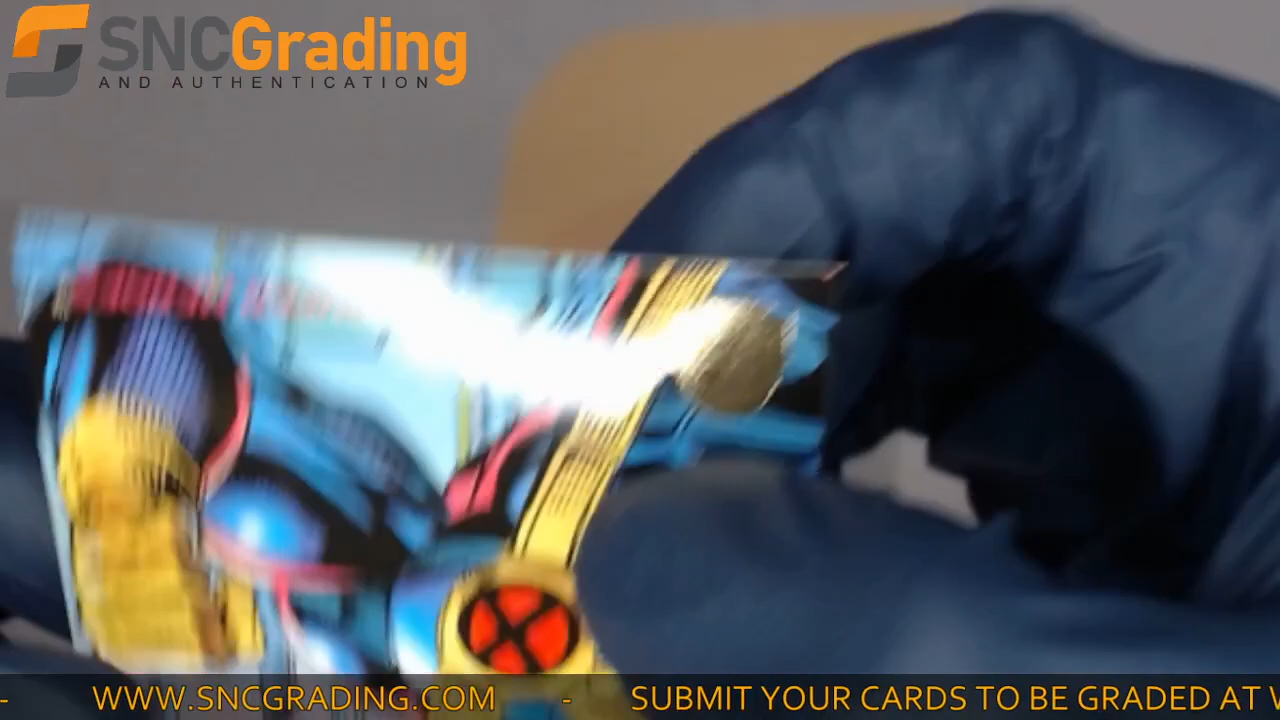 SNCGrading
AND AUTHENTICATION
- WWW.SNCGRADING.COM - SUBMIT YOUR CARDS TO BE GRADED AT